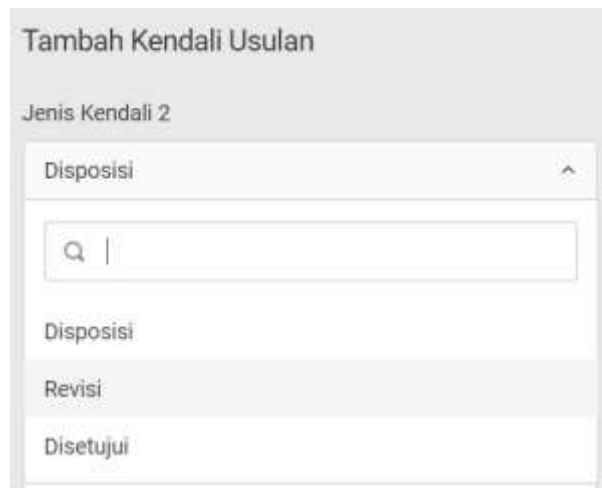 Tambah Kendali Usulan
Jenis Kendali 2
Disposisi
Disposisi
Revisi
Disetujui